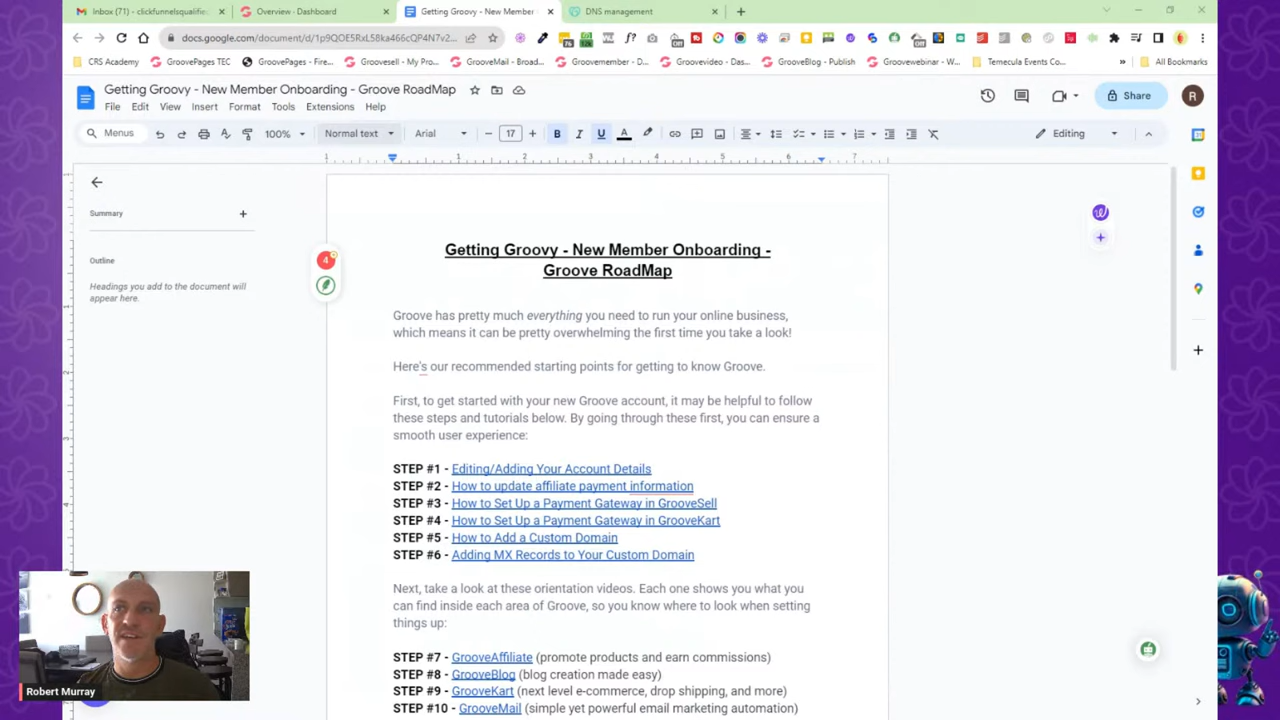 Inbox (71) - clickfunnelsqualifie
Overview - Dashboard
Getting Groovy - New Member
DNS management
docs.google.com/document/d/1p9QOE5RxL58ka466cQP4N7v2...
CRS Academy
GroovePages TEC
GroovePages - Fre...
Groovesell - My Pro...
GrooveMail - Broad...
Groovemember - D...
Groovevideo - Das...
GrooveBlog - Publish
Groovewebinar - W...
Temecula Events Co...
All Bookmarks
Getting Groovy - New Member Onboarding - Groove RoadMap
File Edit View Insert Format Tools Extensions Help
Share
R
Menus
100%
Normal text
Arial
17
B I U A
Editing
1 1 2 3 4 5 6 7
Summary
Outline
Headings you add to the document will
appear here.
4
Getting Groovy - New Member Onboarding -
Groove RoadMap
Groove has pretty much everything you need to run your online business,
which means it can be pretty overwhelming the first time you take a look!
Here's our recommended starting points for getting to know Groove.
First, to get started with your new Groove account, it may be helpful to follow
these steps and tutorials below. By going through these first, you can ensure a
smooth user experience:
STEP #1 - Editing/Adding Your Account Details
STEP #2 - How to update affiliate payment information
STEP #3 - How to Set Up a Payment Gateway in GrooveSell
STEP #4 - How to Set Up a Payment Gateway in GrooveKart
STEP #5 - How to Add a Custom Domain
STEP #6 - Adding MX Records to Your Custom Domain
Next, take a look at these orientation videos. Each one shows you what you
can find inside each area of Groove, so you know where to look when setting
things up:
STEP #7 - GrooveAffiliate (promote products and earn commissions)
STEP #8 - GrooveBlog (blog creation made easy)
STEP #9 - GrooveKart (next level e-commerce, drop shipping, and more)
STEP #10 - GrooveMail (simple yet powerful email marketing automation)
Robert Murray